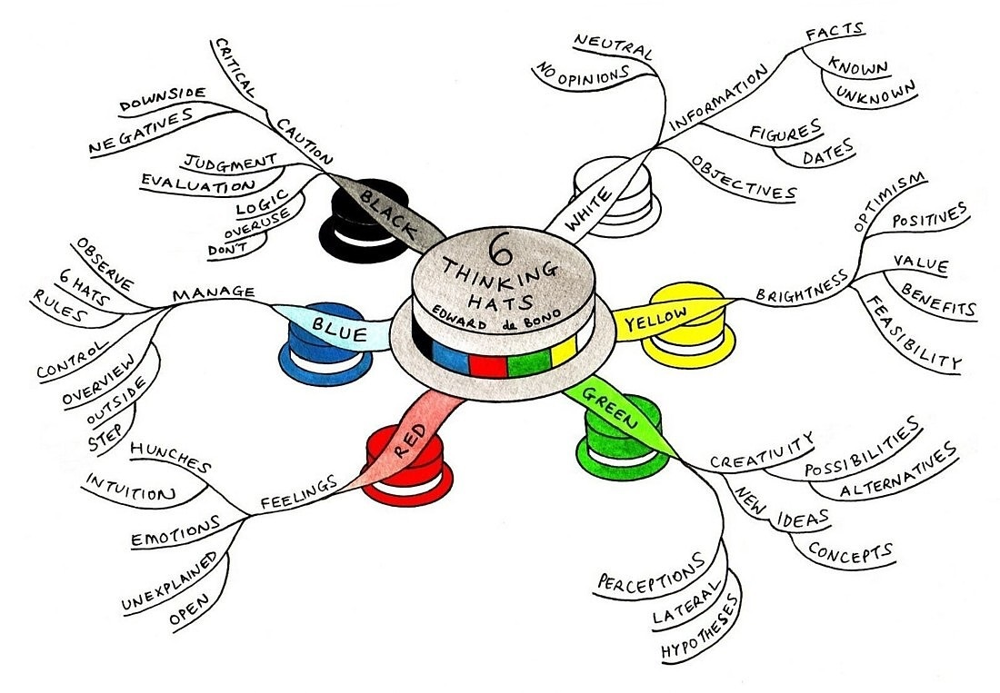 6
THINKING
HATS
EDWARD de BONO
WHITE
NEUTRAL
NO OPINIONS
INFORMATION
FACTS
KNOWN
UNKNOWN
FIGURES
DATES
OBJECTIVES
YELLOW
BRIGHTNESS
OPTIMISM
POSITIVES
VALUE
BENEFITS
FEASIBILITY
GREEN
CREATIVITY
POSSIBILITIES
ALTERNATIVES
NEW IDEAS
CONCEPTS
PERCEPTIONS
LATERAL
HYPOTHESES
RED
FEELINGS
HUNCHES
INTUITION
EMOTIONS
UNEXPLAINED
OPEN
BLUE
MANAGE
OBSERVE
6 HATS
RULES
CONTROL
OVERVIEW
OUTSIDE
STEP
BLACK
CAUTION
CRITICAL
DOWNSIDE
NEGATIVES
JUDGMENT
EVALUATION
LOGIC
OVERUSE
DON'T